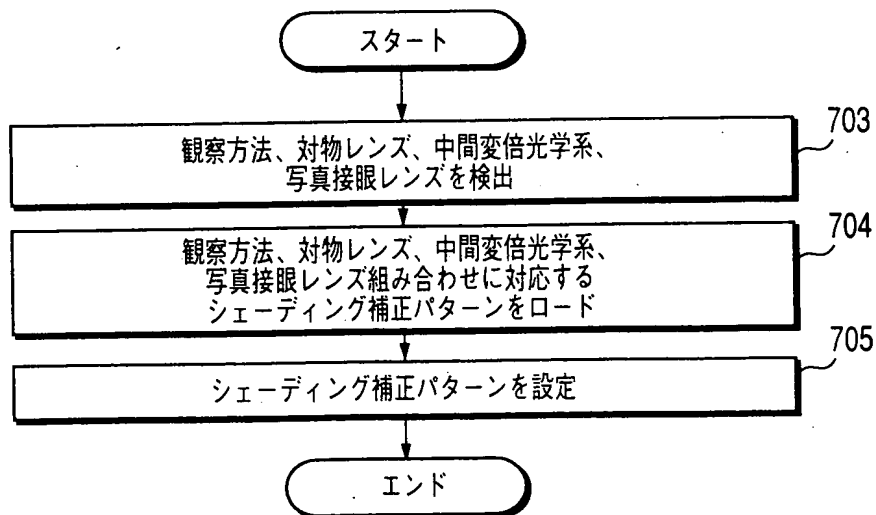 スタート
703
観察方法、対物レンズ、中間変倍光学系、
写真接眼レンズを検出
704
観察方法、対物レンズ、中間変倍光学系、
写真接眼レンズ組み合わせに対応する
シェーディング補正パターンをロード
705
シェーディング補正パターンを設定
エンド